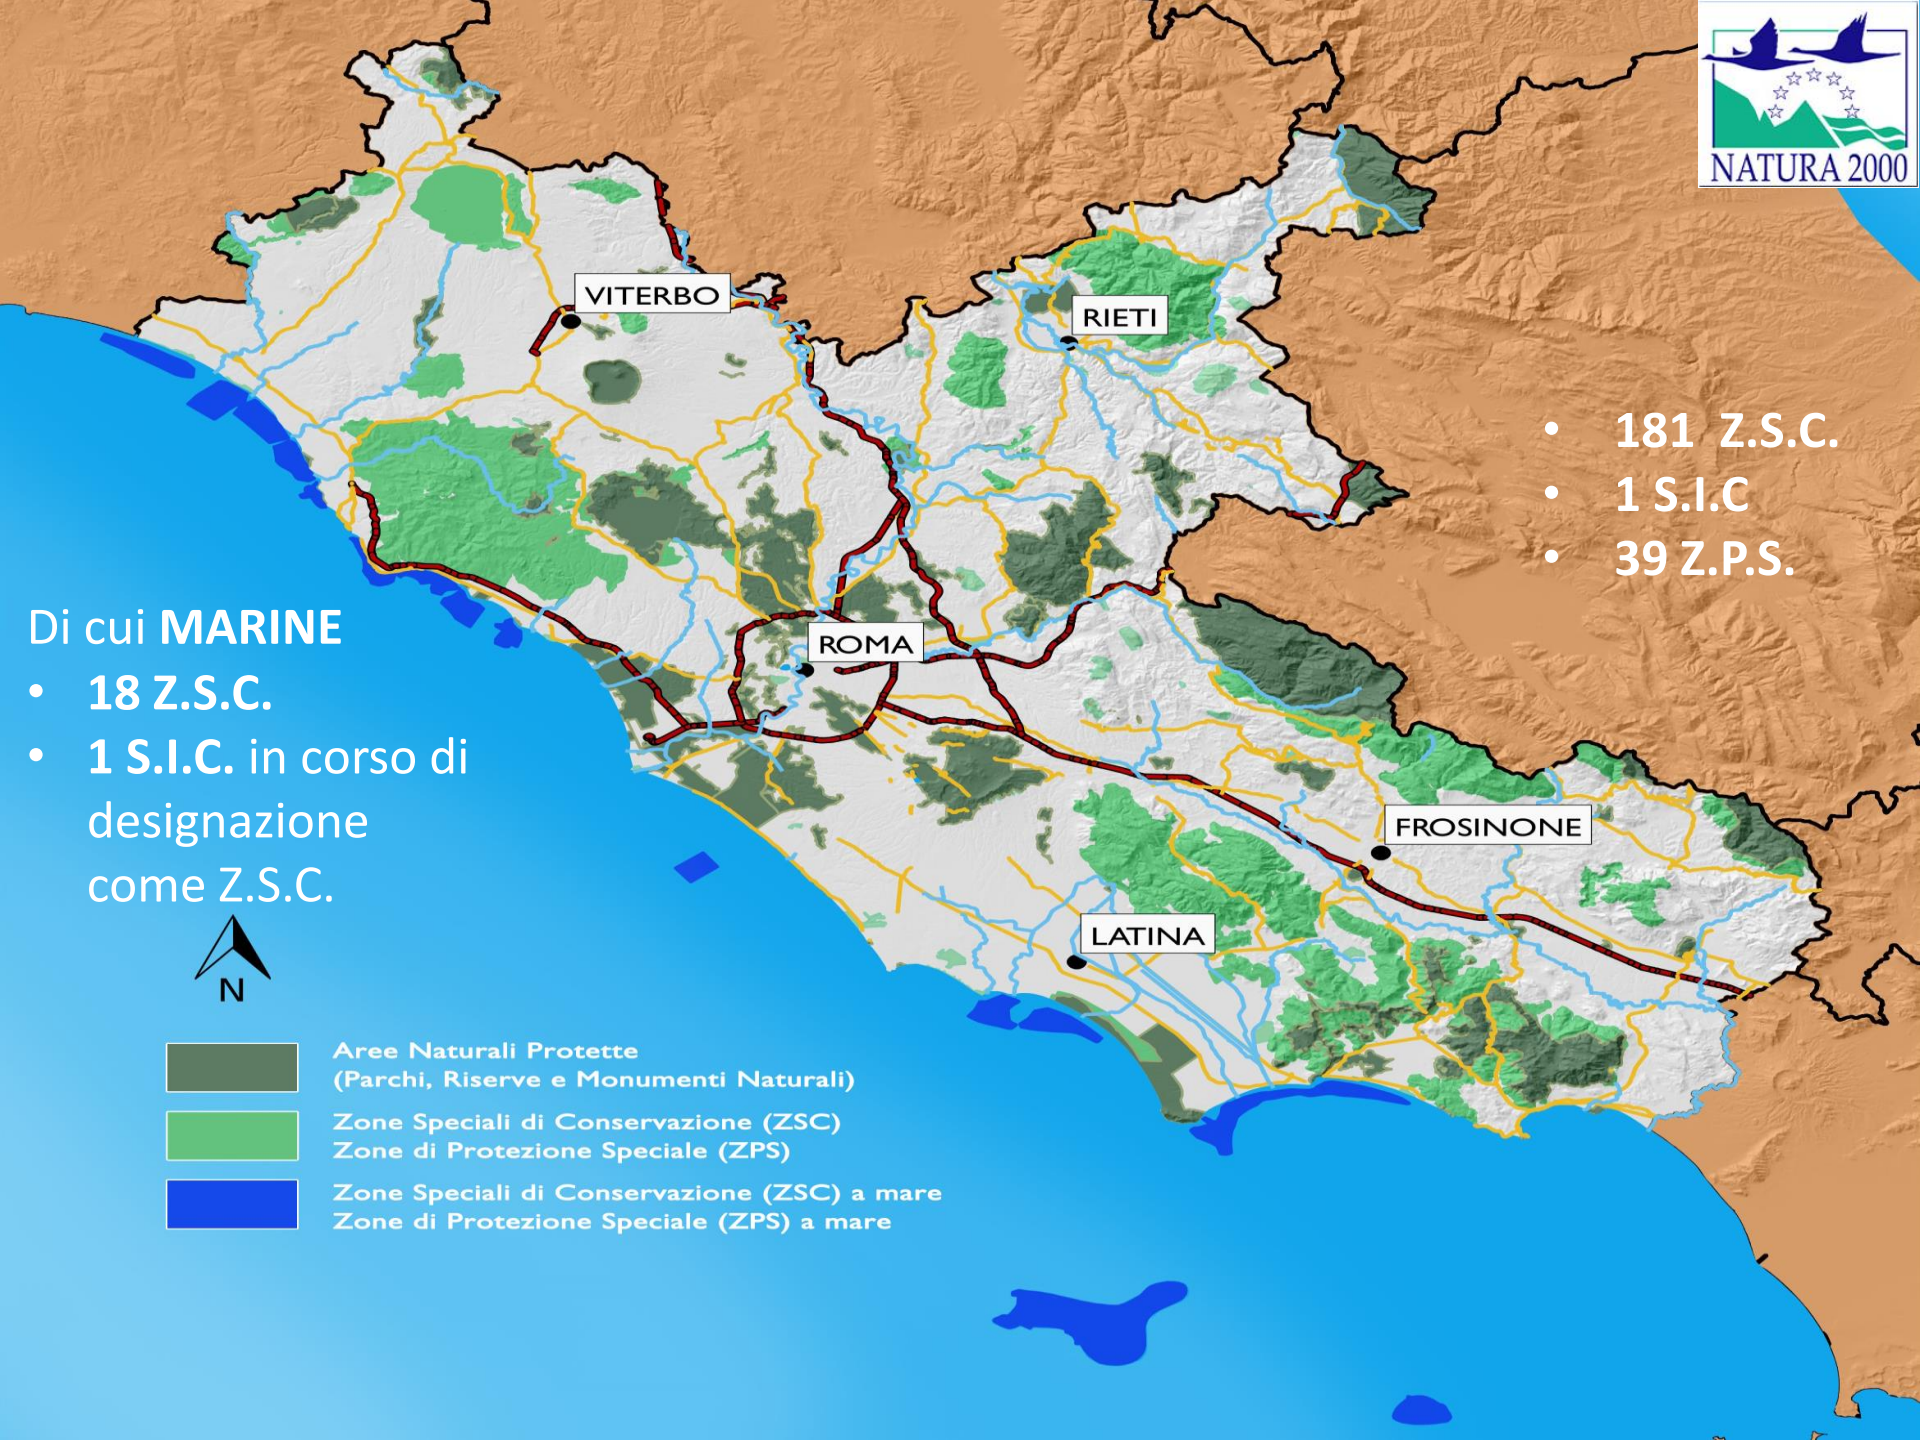 NATURA 2000
VITERBO
RIETI
• 181 Z.S.C.
• 1 S.I.C
• 39 Z.P.S.
Di cui MARINE
• 18 Z.S.C.
• 1 S.I.C. in corso di
designazione
come Z.S.C.
ROMA
FROSINONE
LATINA
N
Aree Naturali Protette
(Parchi, Riserve e Monumenti Naturali)
Zone Speciali di Conservazione (ZSC)
Zone di Protezione Speciale (ZPS)
Zone Speciali di Conservazione (ZSC) a mare
Zone di Protezione Speciale (ZPS) a mare